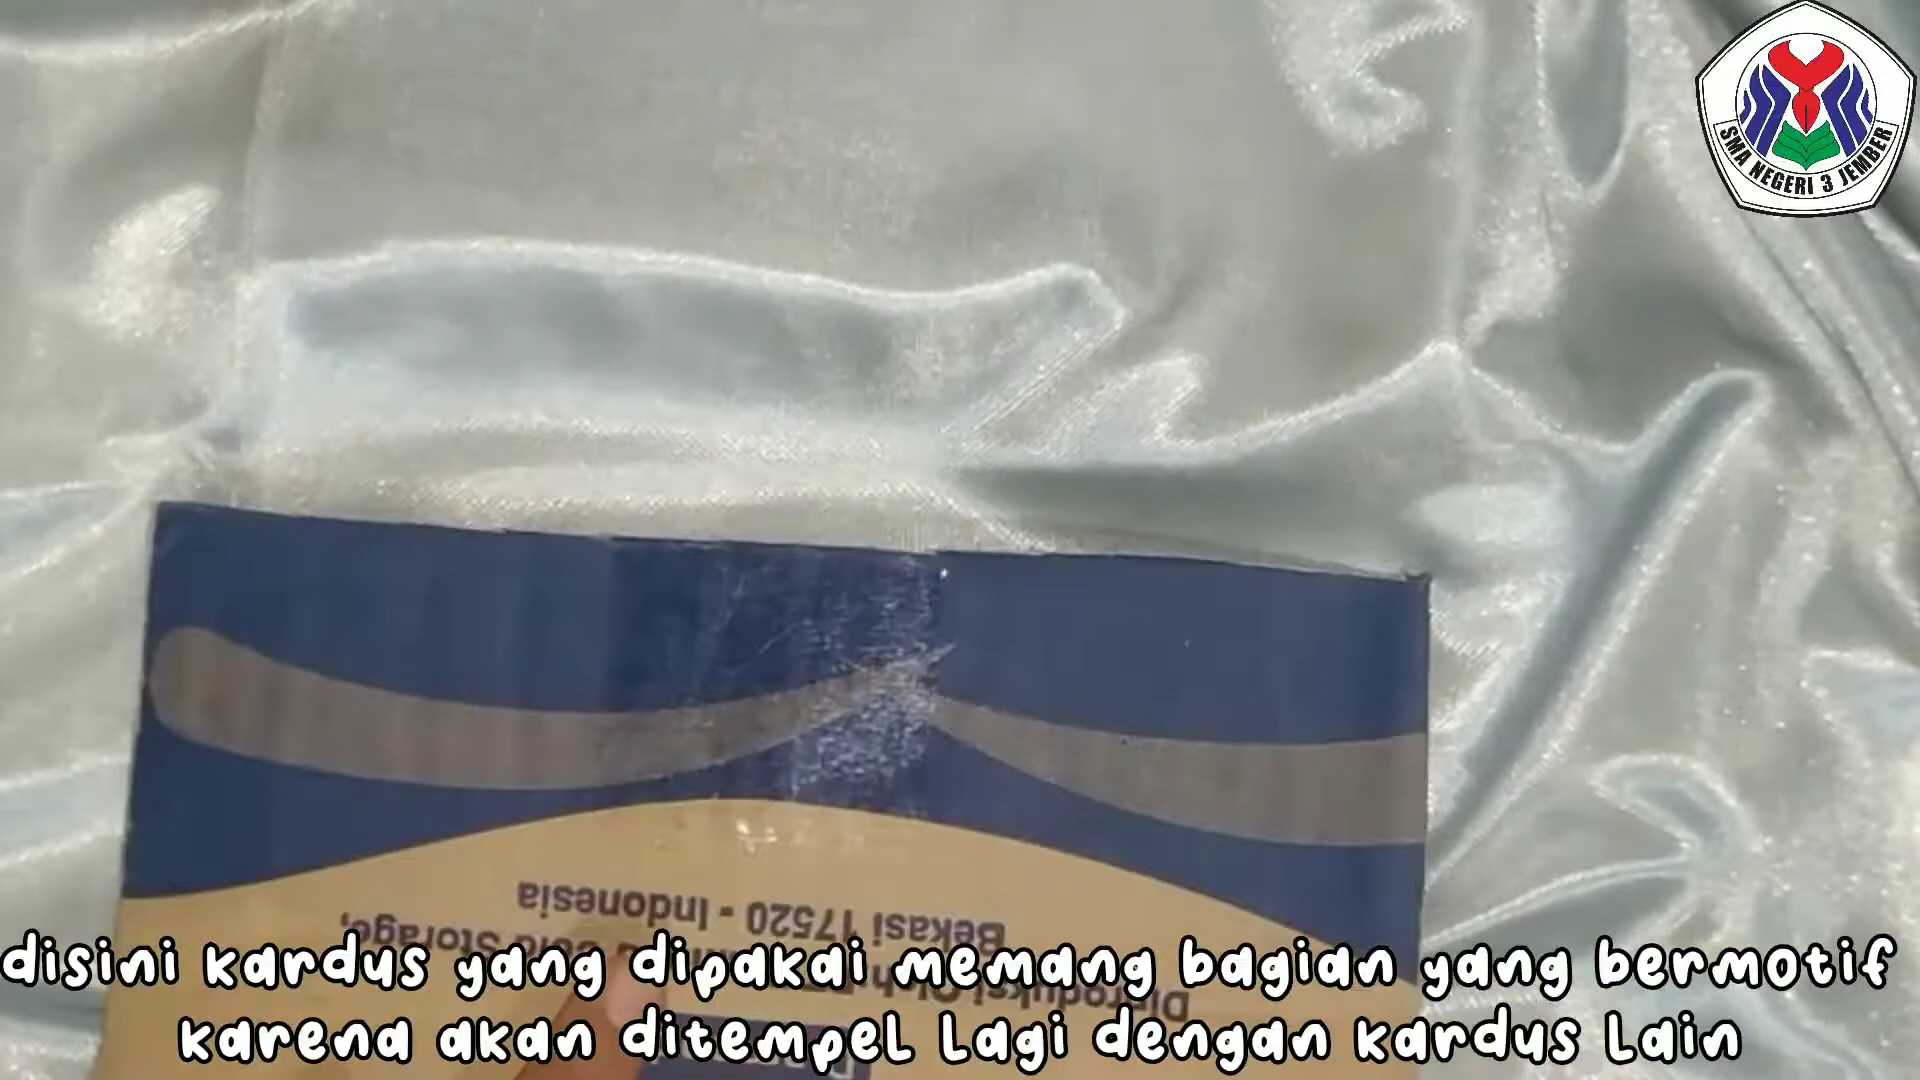 SMA NEGERI 3 JEMBER
Bekasi 17520 - Indonesia
disini kardus yang dipakai memang bagian yang bermotif
karena akan ditempel lagi dengan kardus lain